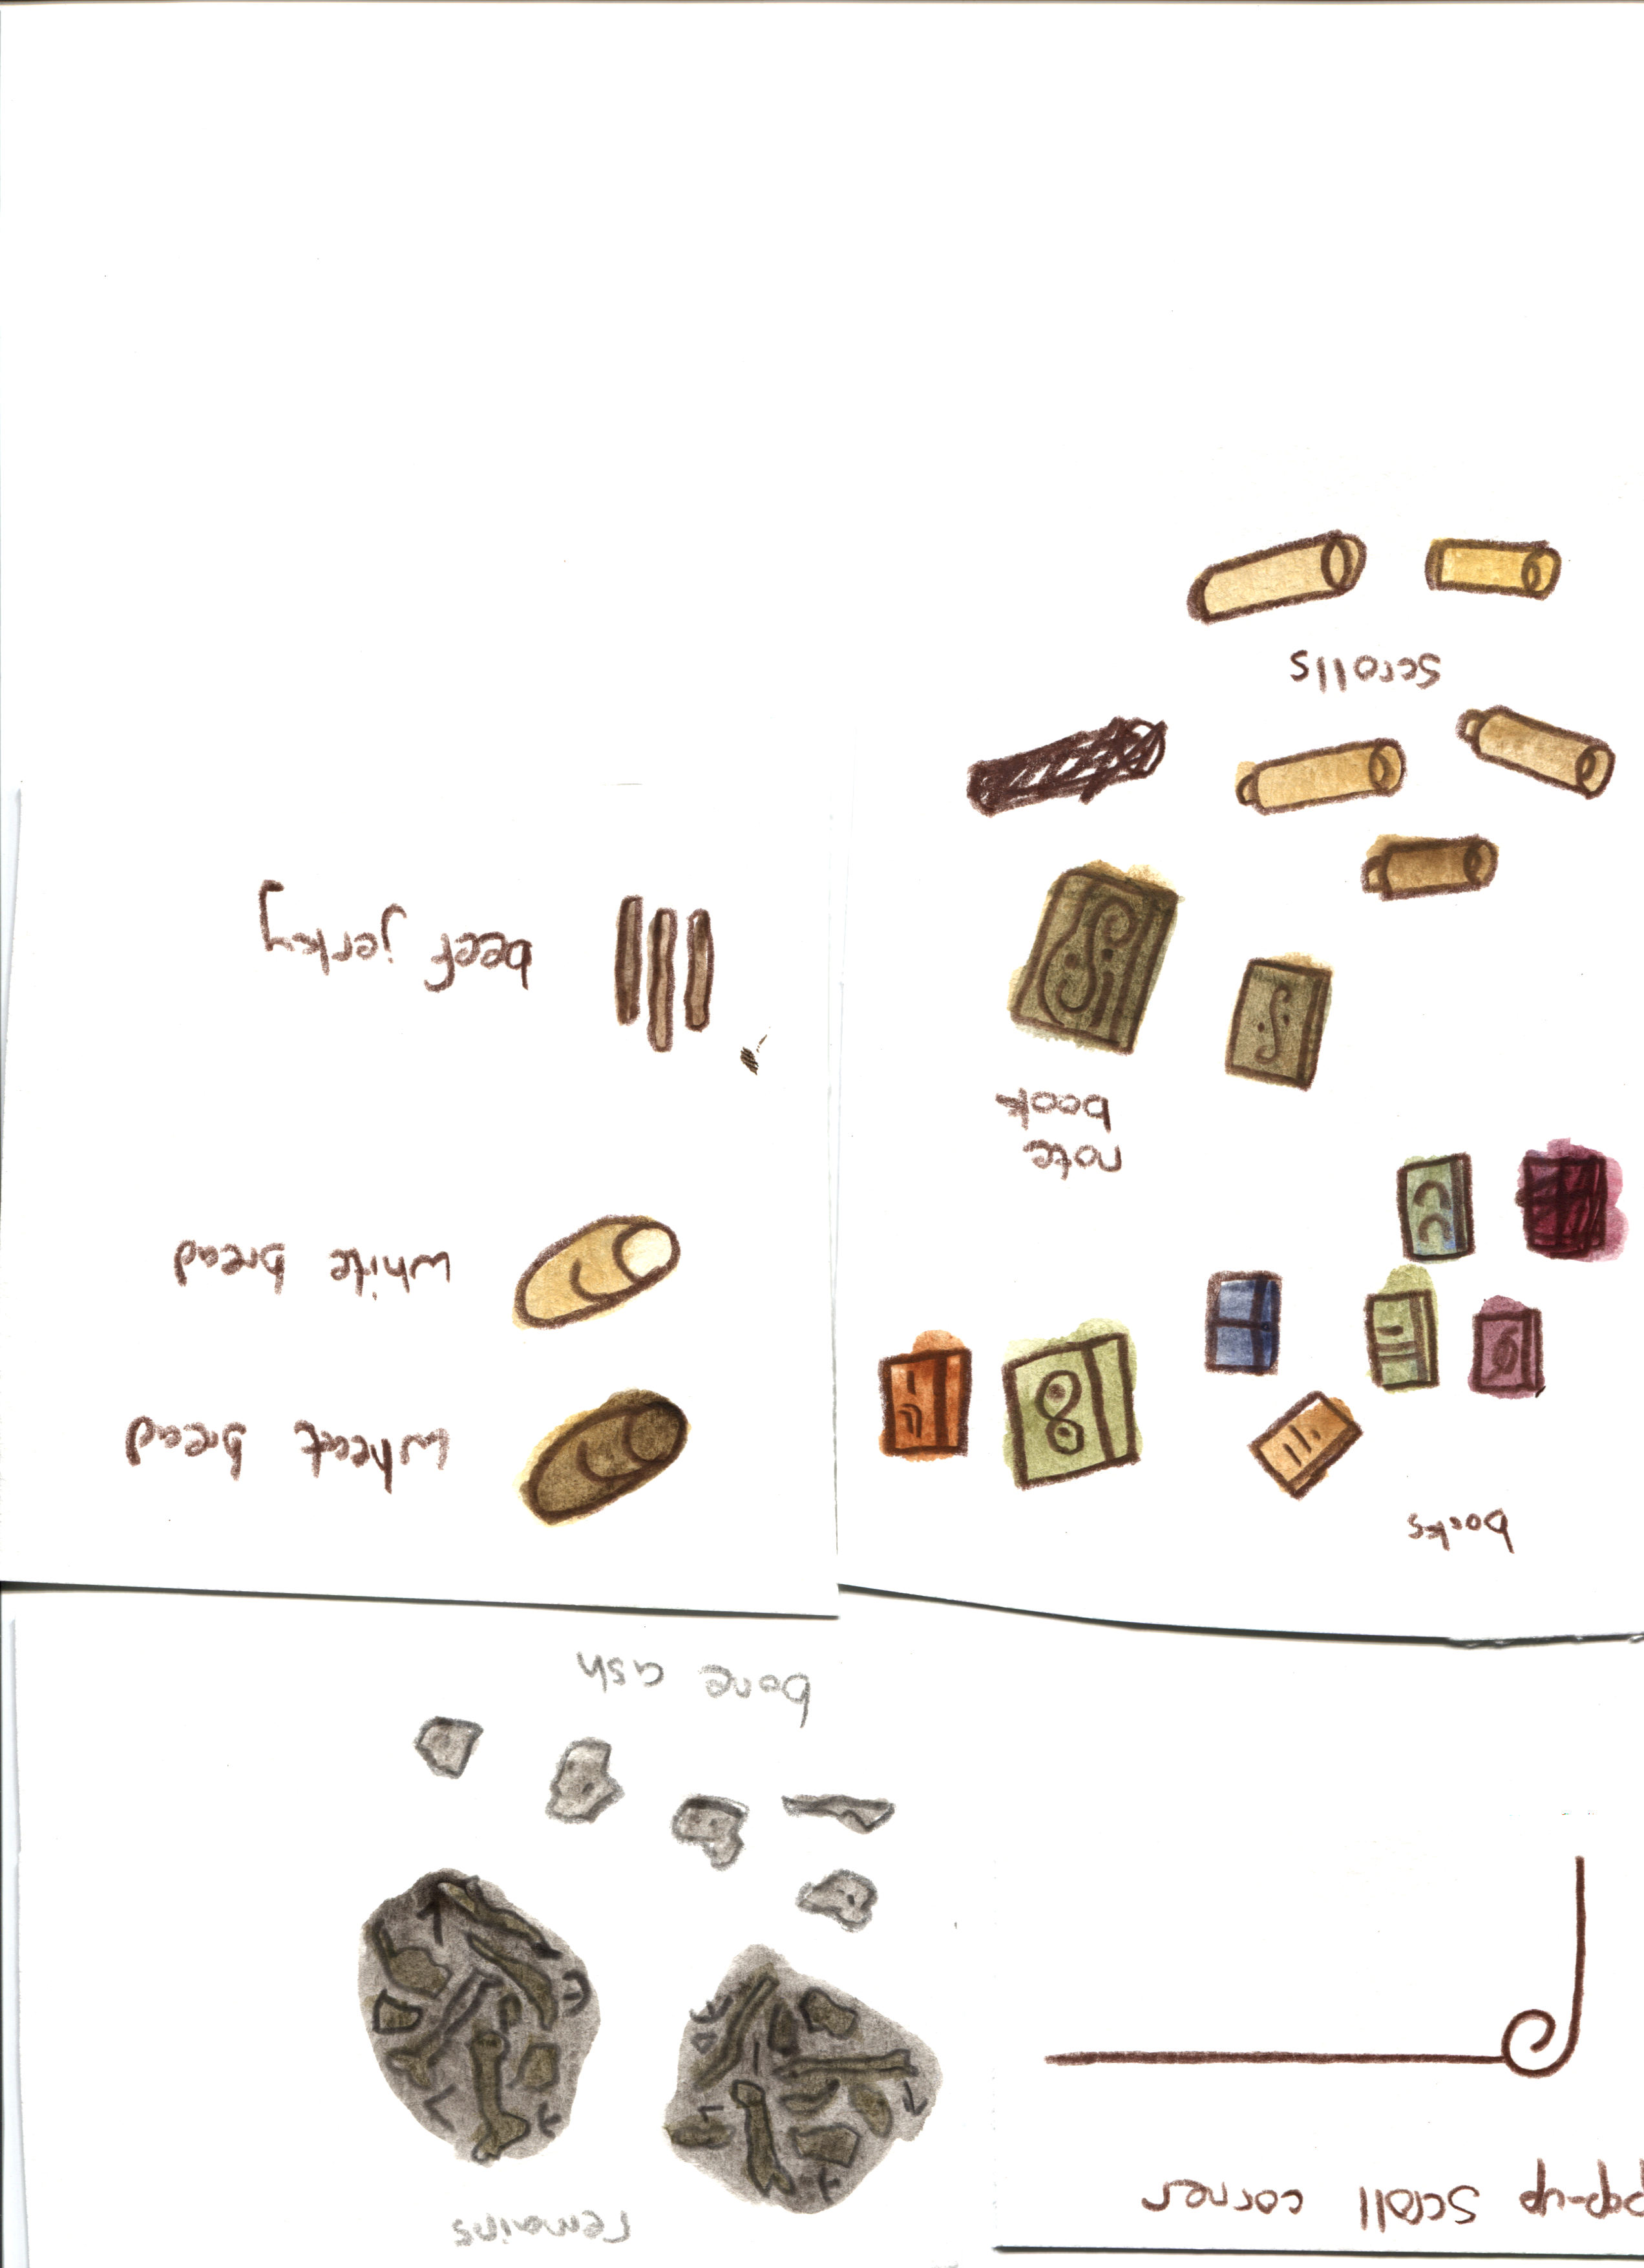 pop-up scroll corner
remains
bone ash
books
note
book
scrolls
wheat bread
white bread
beef jerky